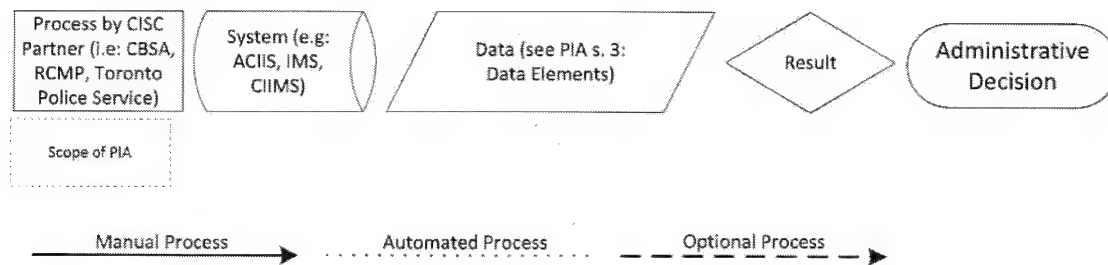 Process by CISC
Partner (i.e: CBSA,
RCMP, Toronto
Police Service)
System (e.g:
ACIIS, IMS,
CIIMS)
Data (see PIA s. 3:
Data Elements)
Result
Administrative
Decision
Scope of PIA
Manual Process
Automated Process
Optional Process